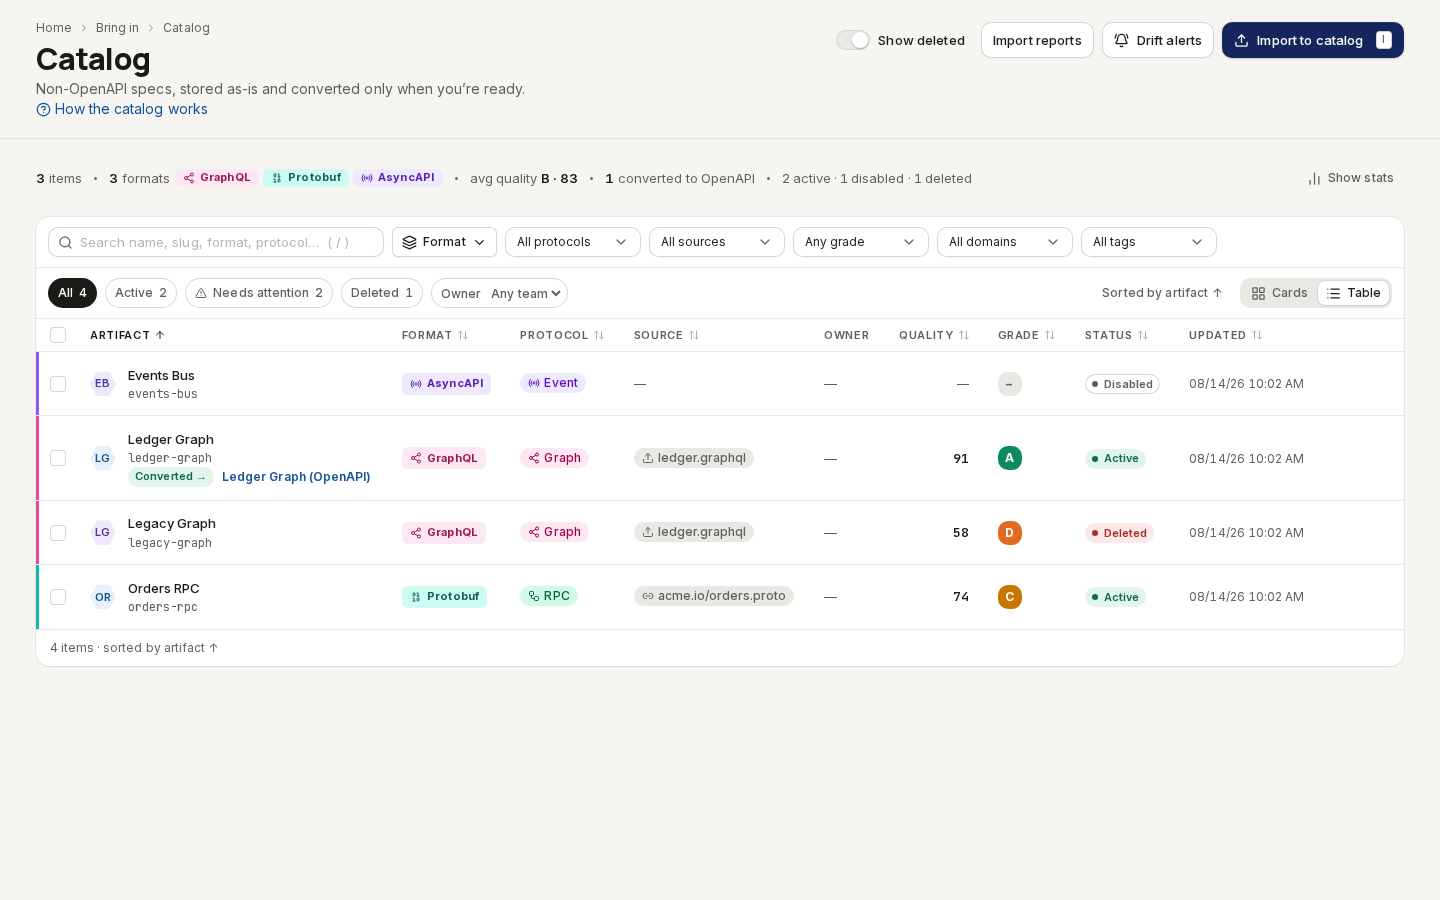 Home > Bring in > Catalog
Catalog
Non-OpenAPI specs, stored as-is and converted only when you're ready.
How the catalog works
Show deleted
Import reports
Drift alerts
Import to catalog I
3 items • 3 formats GraphQL Protobuf AsyncAPI • avg quality B · 83 • 1 converted to OpenAPI • 2 active · 1 disabled · 1 deleted
Show stats
Search name, slug, format, protocol… ( / )
Format
All protocols
All sources
Any grade
All domains
All tags
All 4
Active 2
Needs attention 2
Deleted 1
Owner Any team
Sorted by artifact ↑
Cards
Table
ARTIFACT ↑ FORMAT PROTOCOL SOURCE OWNER QUALITY GRADE STATUS UPDATED
EB Events Bus
events-bus
AsyncAPI Event — — — – Disabled 08/14/26 10:02 AM
LG Ledger Graph
ledger-graph
Converted → Ledger Graph (OpenAPI)
GraphQL Graph ledger.graphql — 91 A Active 08/14/26 10:02 AM
LG Legacy Graph
legacy-graph
GraphQL Graph ledger.graphql — 58 D Deleted 08/14/26 10:02 AM
OR Orders RPC
orders-rpc
Protobuf RPC acme.io/orders.proto — 74 C Active 08/14/26 10:02 AM
4 items · sorted by artifact ↑